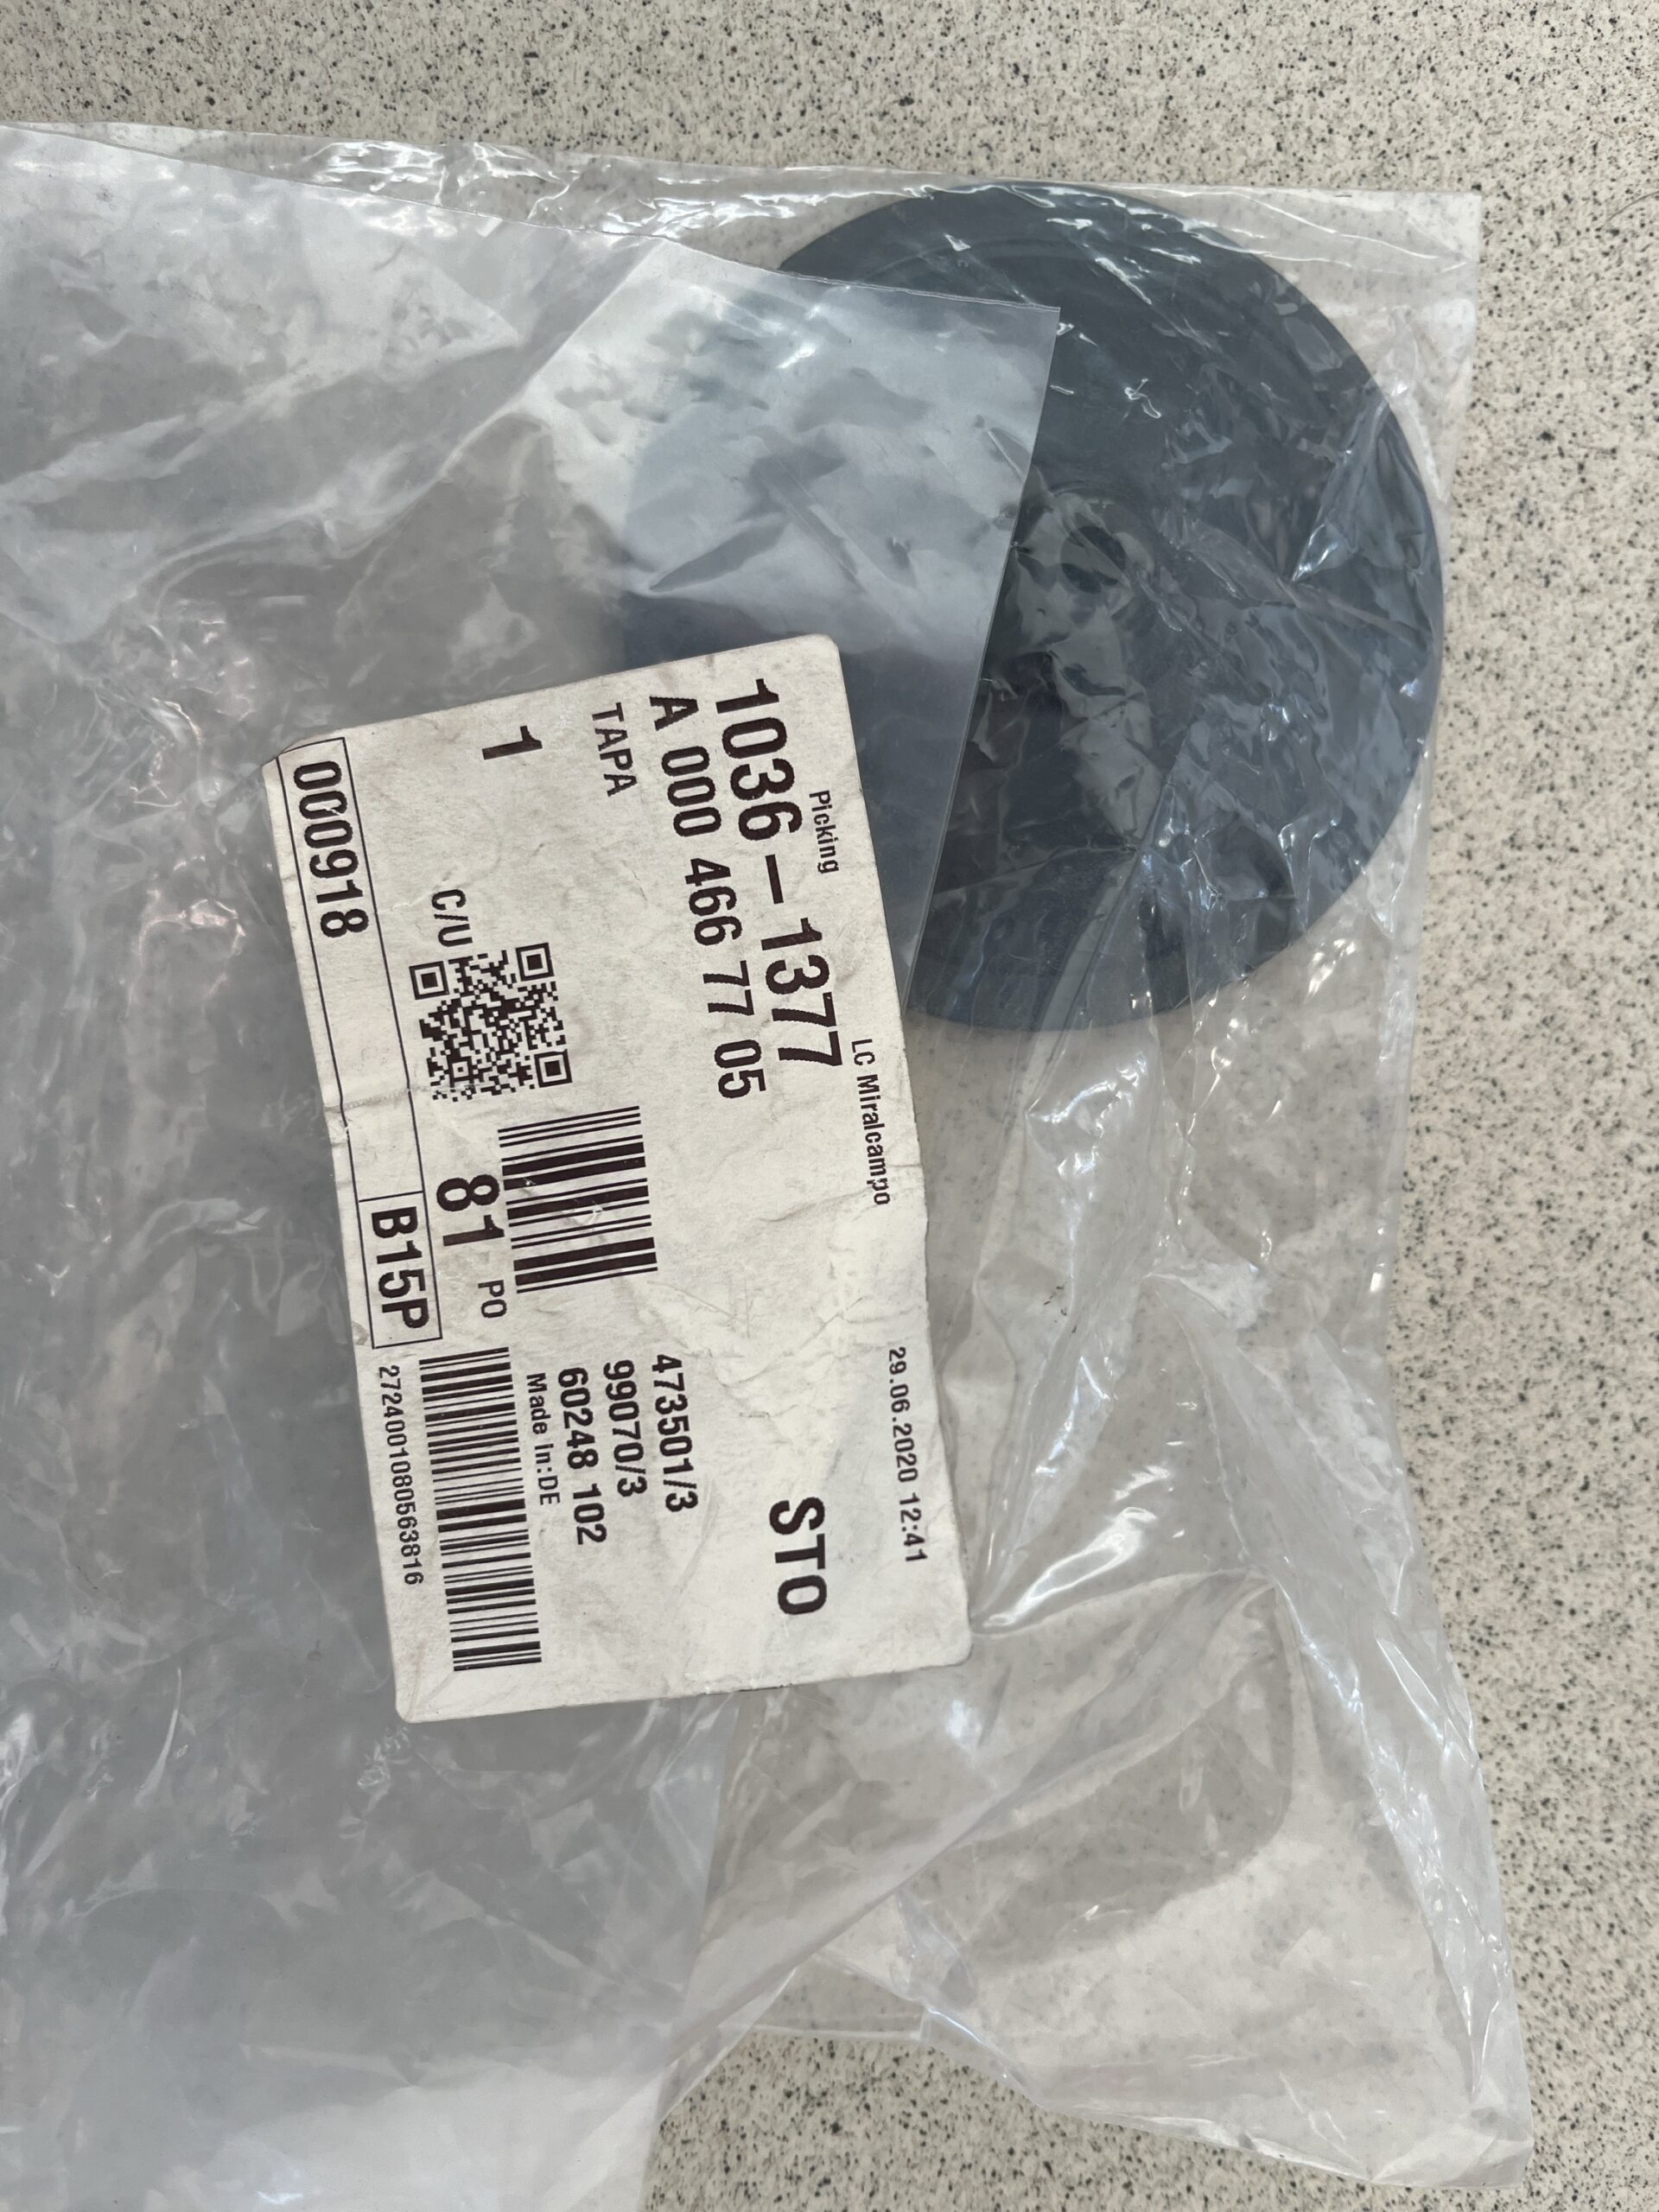 Picking
LC Miralcampo
29.06.2020 12:41
1036-1377
STO
A 000 466 77 05
TAPA
473501/3
99070/3
60248 102
Made In:DE
1
C/U
81 PO
000918
B15P
2724001080563816